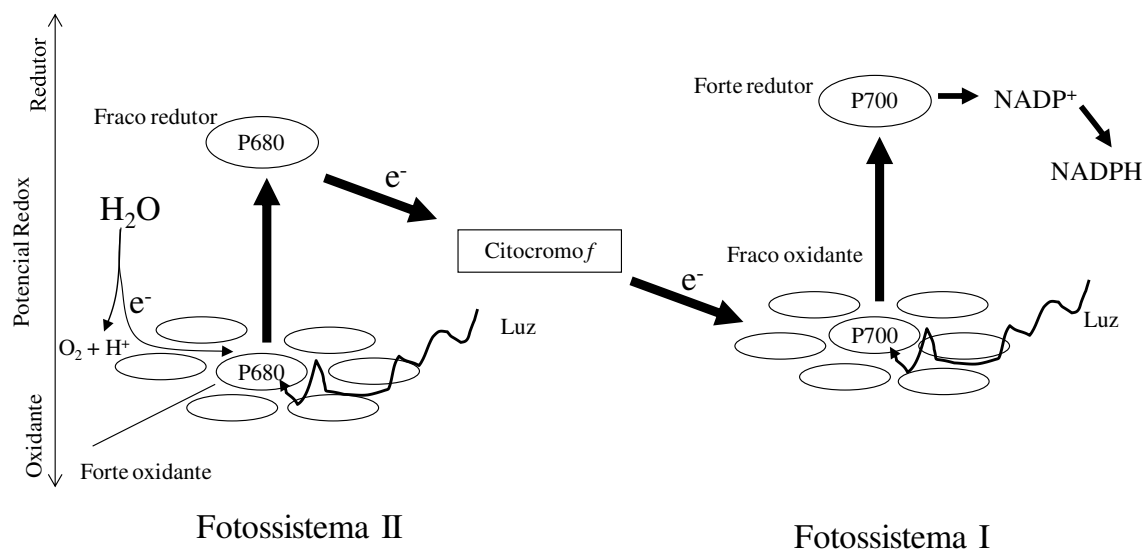 Redutor
Potencial Redox
Oxidante
Fraco redutor
P680
e-
H₂O
e-
O₂ + H⁺
P680
Forte oxidante
Luz
Citocromo f
e-
Forte redutor
P700
NADP⁺
NADPH
Fraco oxidante
P700
Luz
Fotossistema II
Fotossistema I